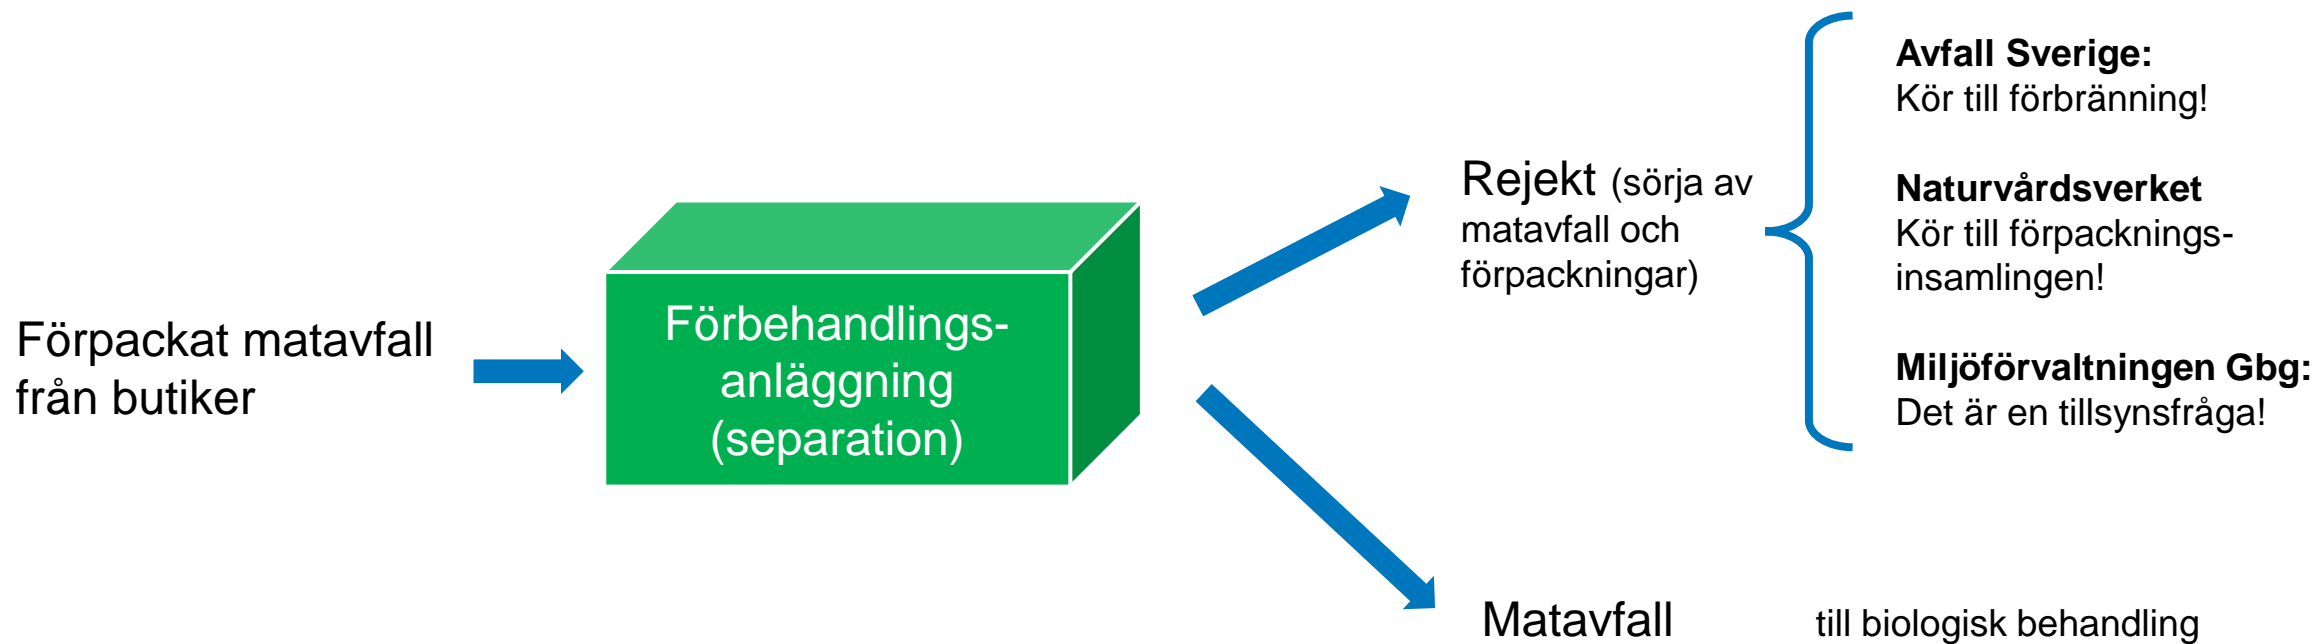 Förpackat matavfall
från butiker
Förbehandlings-
anläggning
(separation)
Rejekt (sörja av
matavfall och
förpackningar)
Avfall Sverige:
Kör till förbränning!
Naturvårdsverket
Kör till förpacknings-
insamlingen!
Miljöförvaltningen Gbg:
Det är en tillsynsfråga!
Matavfall till biologisk behandling